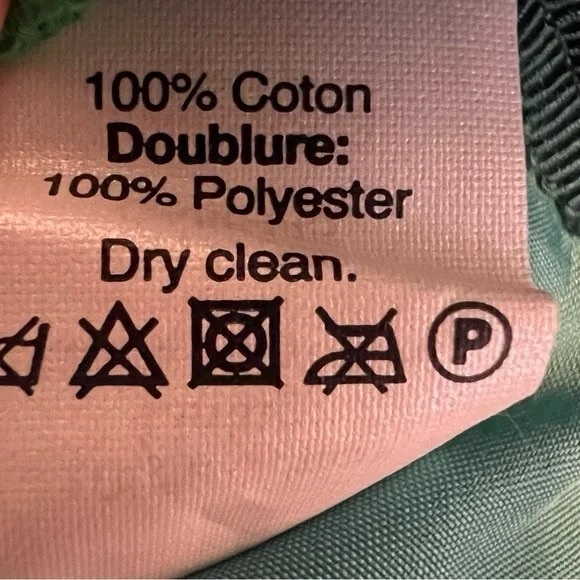 100% Coton
Doublure:
100% Polyester
Dry clean.
P